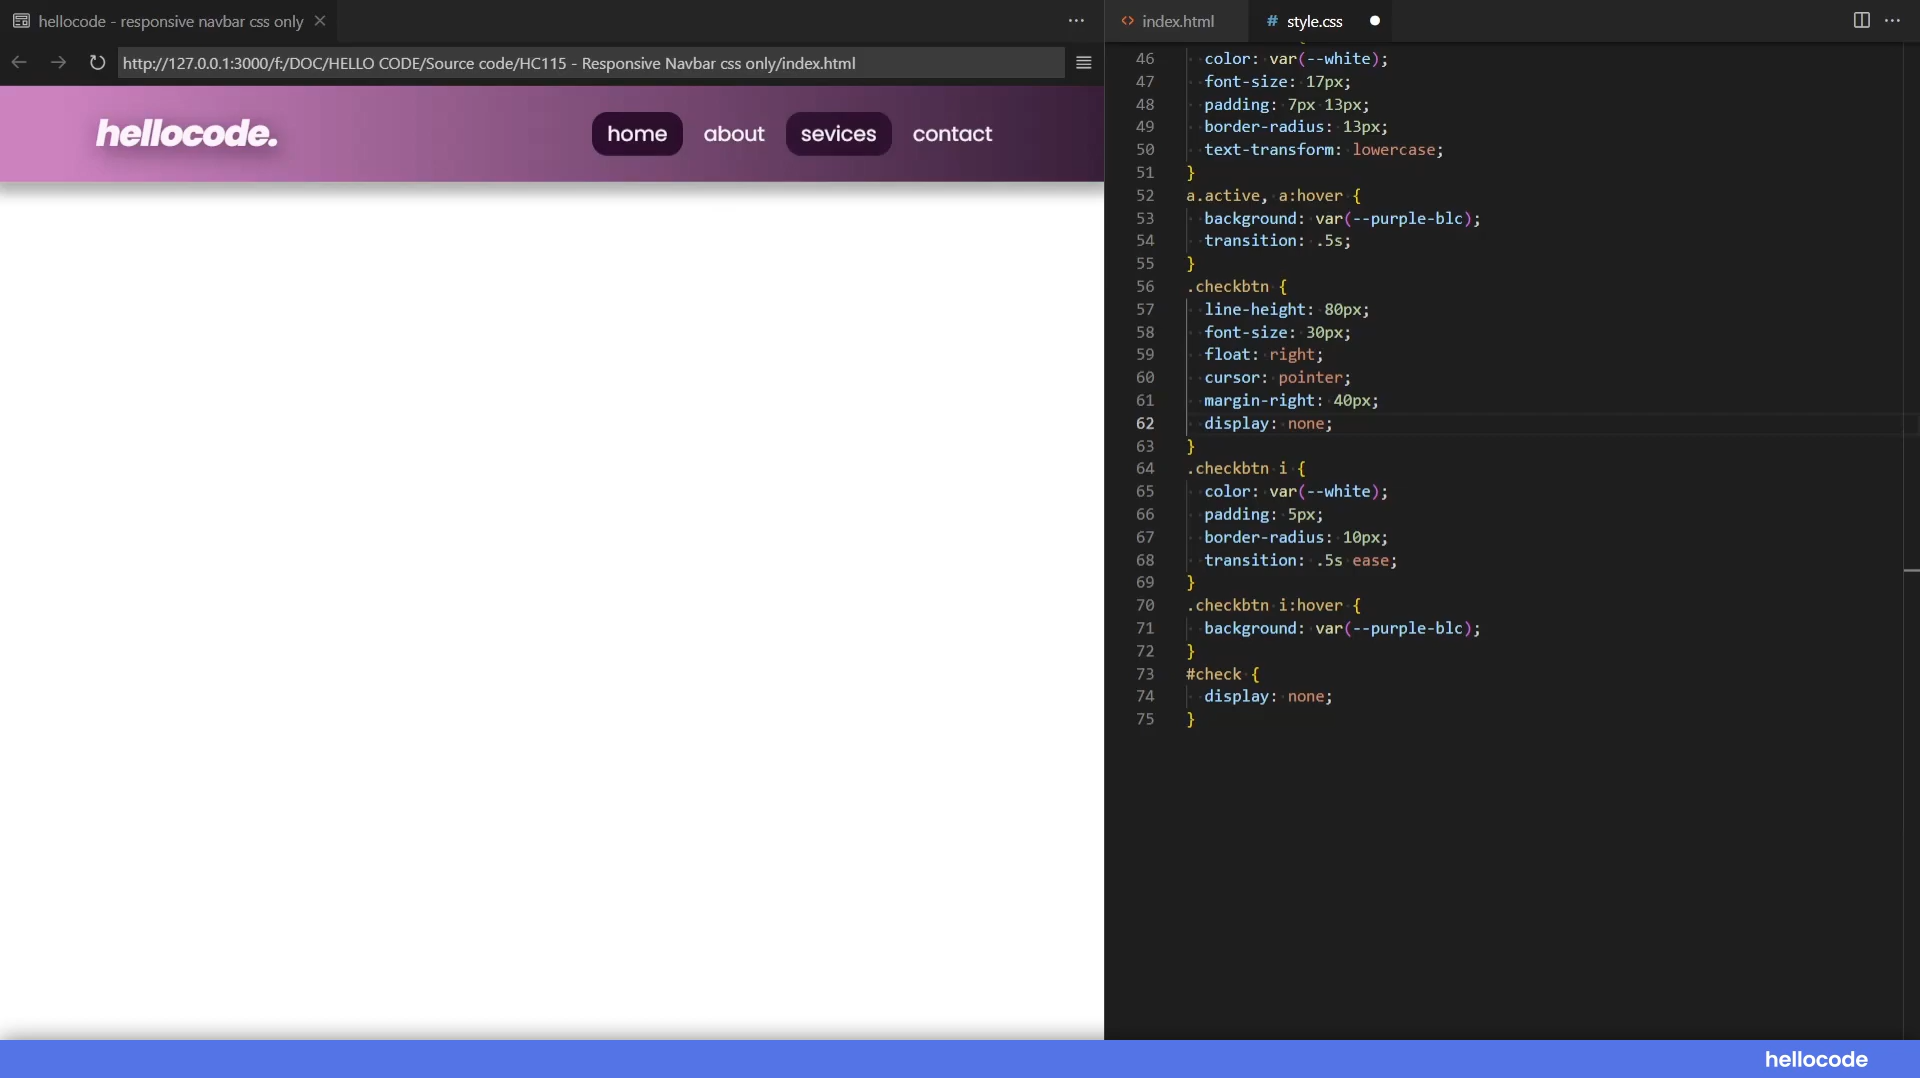 hellocode - responsive navbar css only
index.html
# style.css
http://127.0.0.1:3000/f:/DOC/HELLO CODE/Source code/HC115 - Responsive Navbar css only/index.html
hellocode.
home about sevices contact
46 color: var(--white);
47 font-size: 17px;
48 padding: 7px 13px;
49 border-radius: 13px;
50 text-transform: lowercase;
51 }
52 a.active, a:hover {
53 background: var(--purple-blc);
54 transition: .5s;
55 }
56 .checkbtn {
57 line-height: 80px;
58 font-size: 30px;
59 float: right;
60 cursor: pointer;
61 margin-right: 40px;
62 display: none;
63 }
64 .checkbtn i {
65 color: var(--white);
66 padding: 5px;
67 border-radius: 10px;
68 transition: .5s ease;
69 }
70 .checkbtn i:hover {
71 background: var(--purple-blc);
72 }
73 #check {
74 display: none;
75 }
hellocode